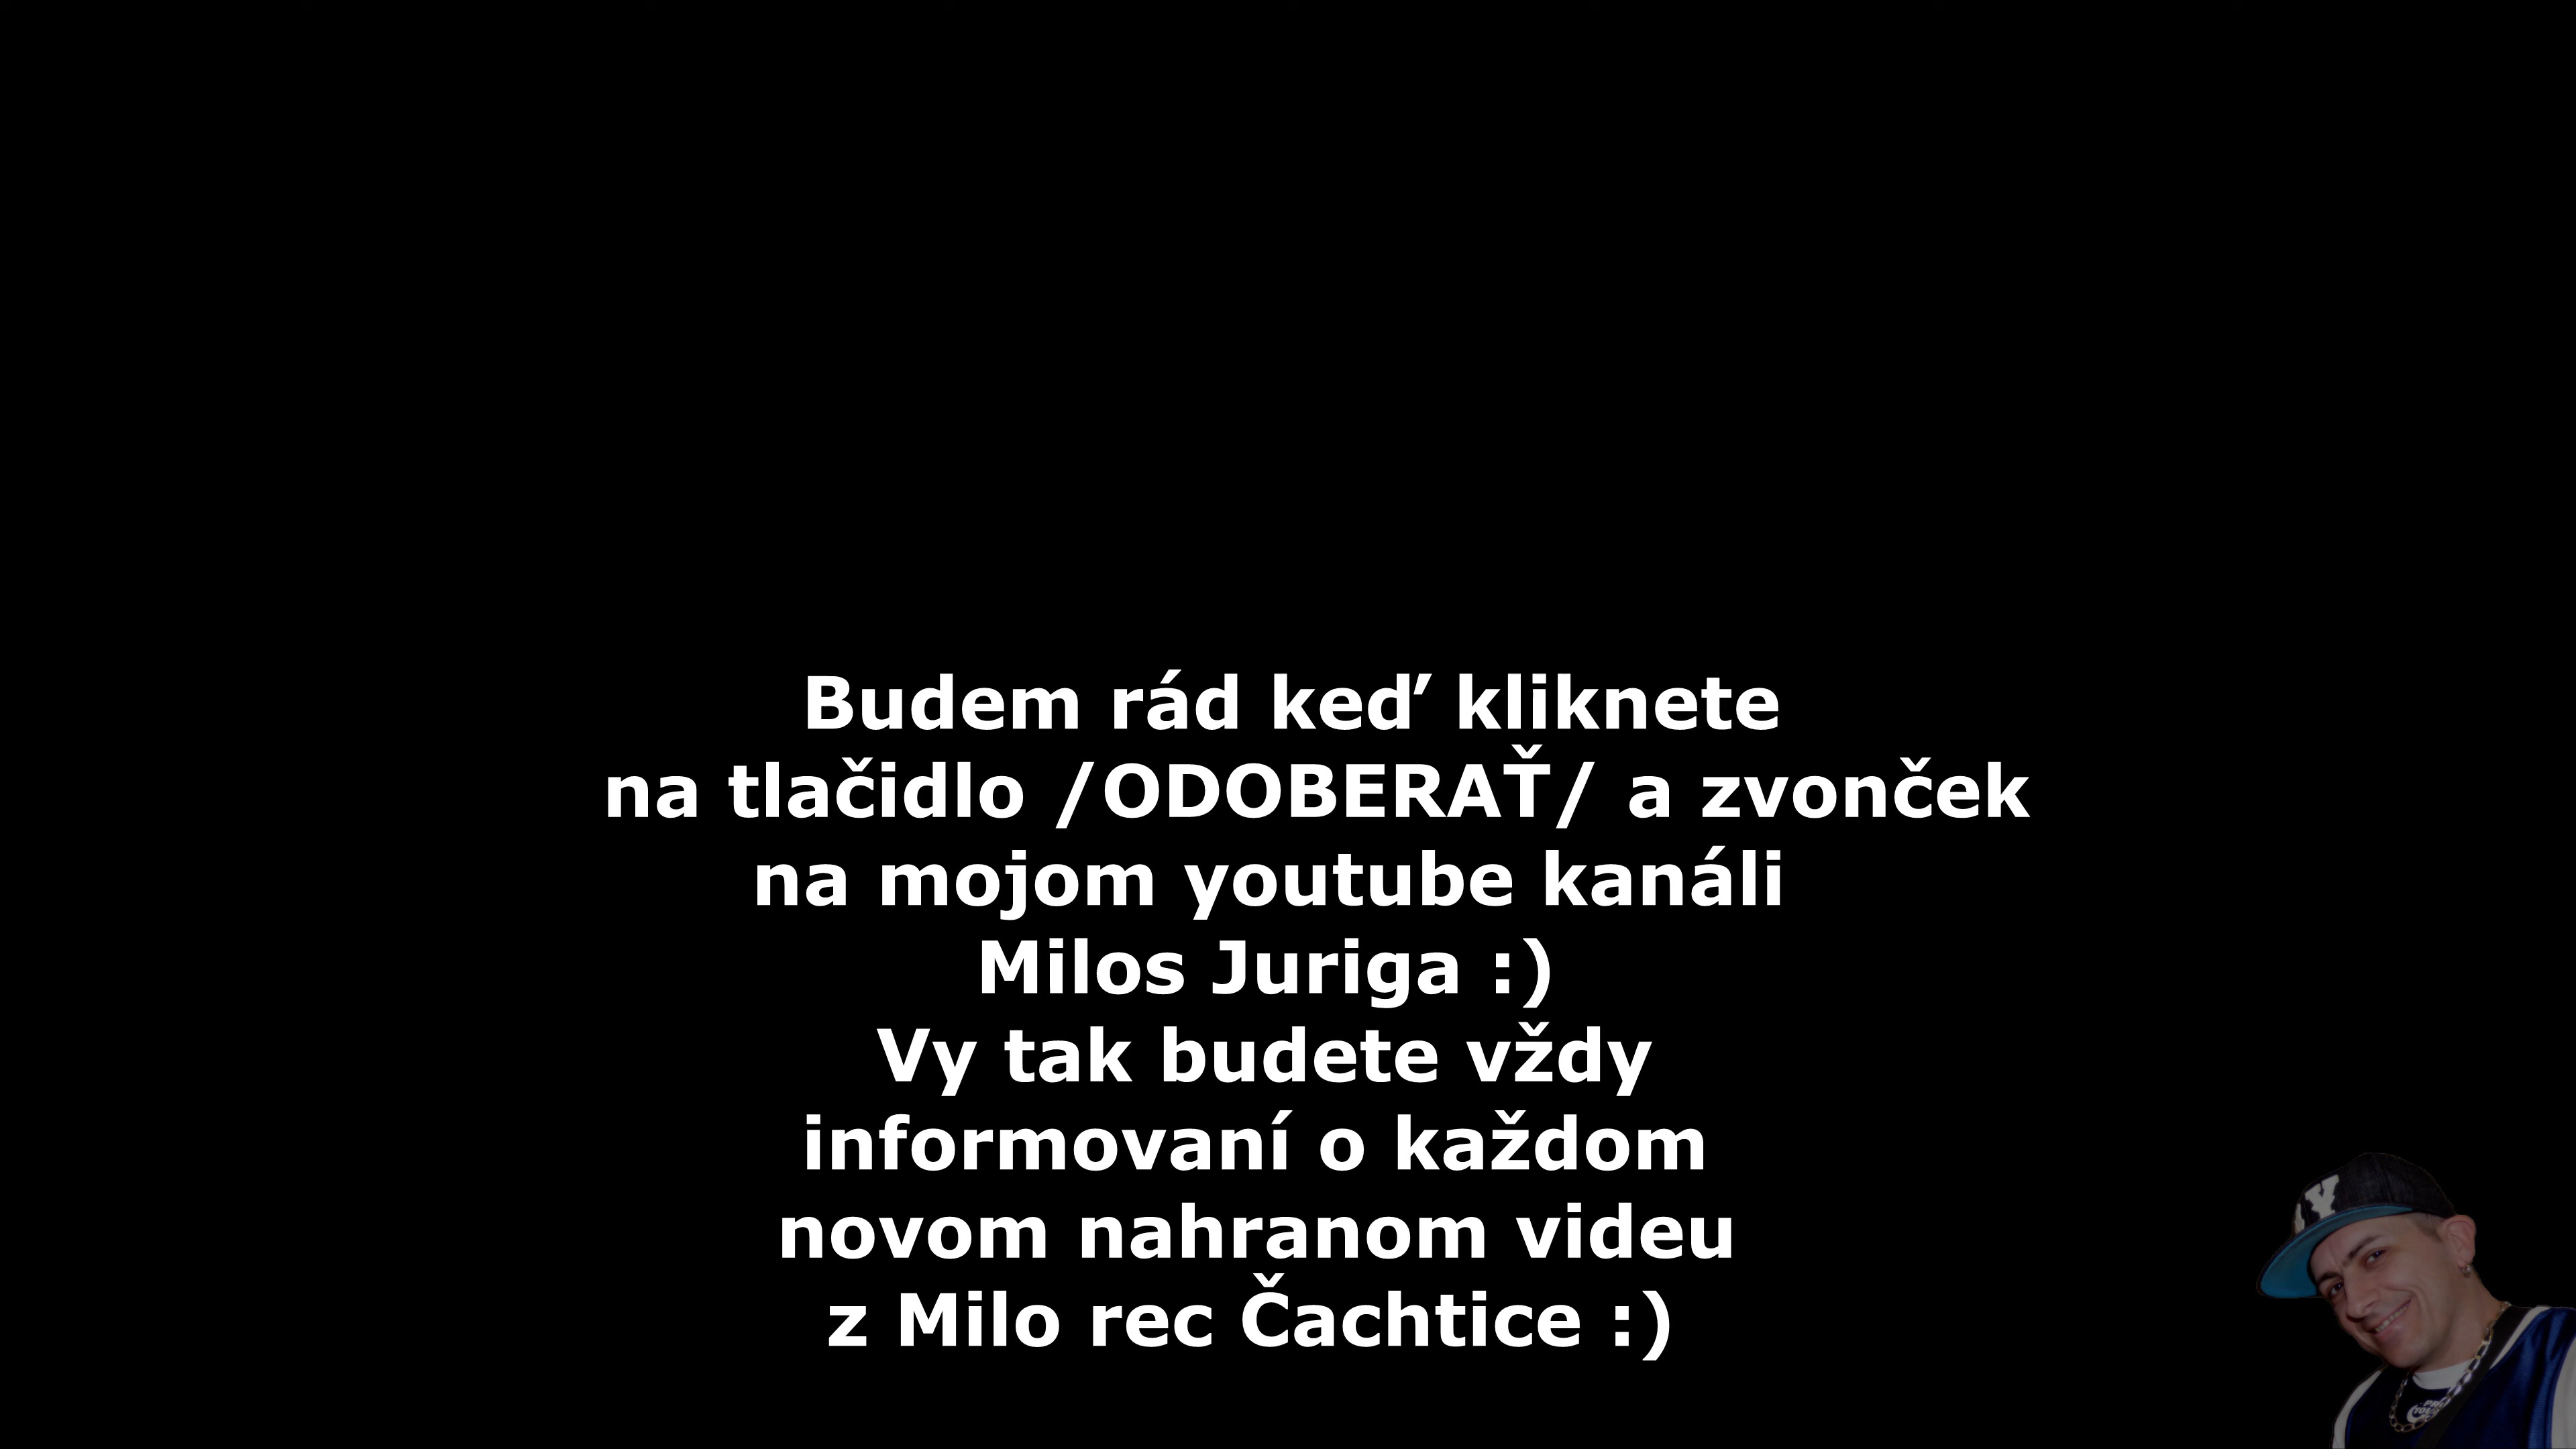 Budem rád keď kliknete
na tlačidlo /ODOBERAŤ/ a zvonček
na mojom youtube kanáli
Milos Juriga :)
Vy tak budete vždy
informovaní o každom
novom nahranom videu
z Milo rec Čachtice :)